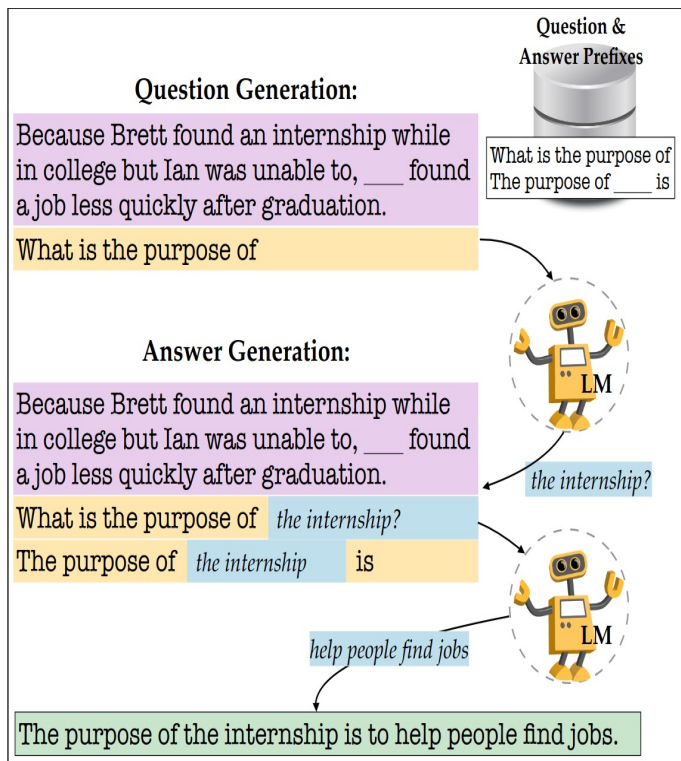 Question &
Answer Prefixes
What is the purpose of
The purpose of ____ is
Question Generation:
Because Brett found an internship while
in college but Ian was unable to, ___ found
a job less quickly after graduation.
What is the purpose of
LM
the internship?
Answer Generation:
Because Brett found an internship while
in college but Ian was unable to, ___ found
a job less quickly after graduation.
What is the purpose of the internship?
The purpose of the internship is
LM
help people find jobs
The purpose of the internship is to help people find jobs.